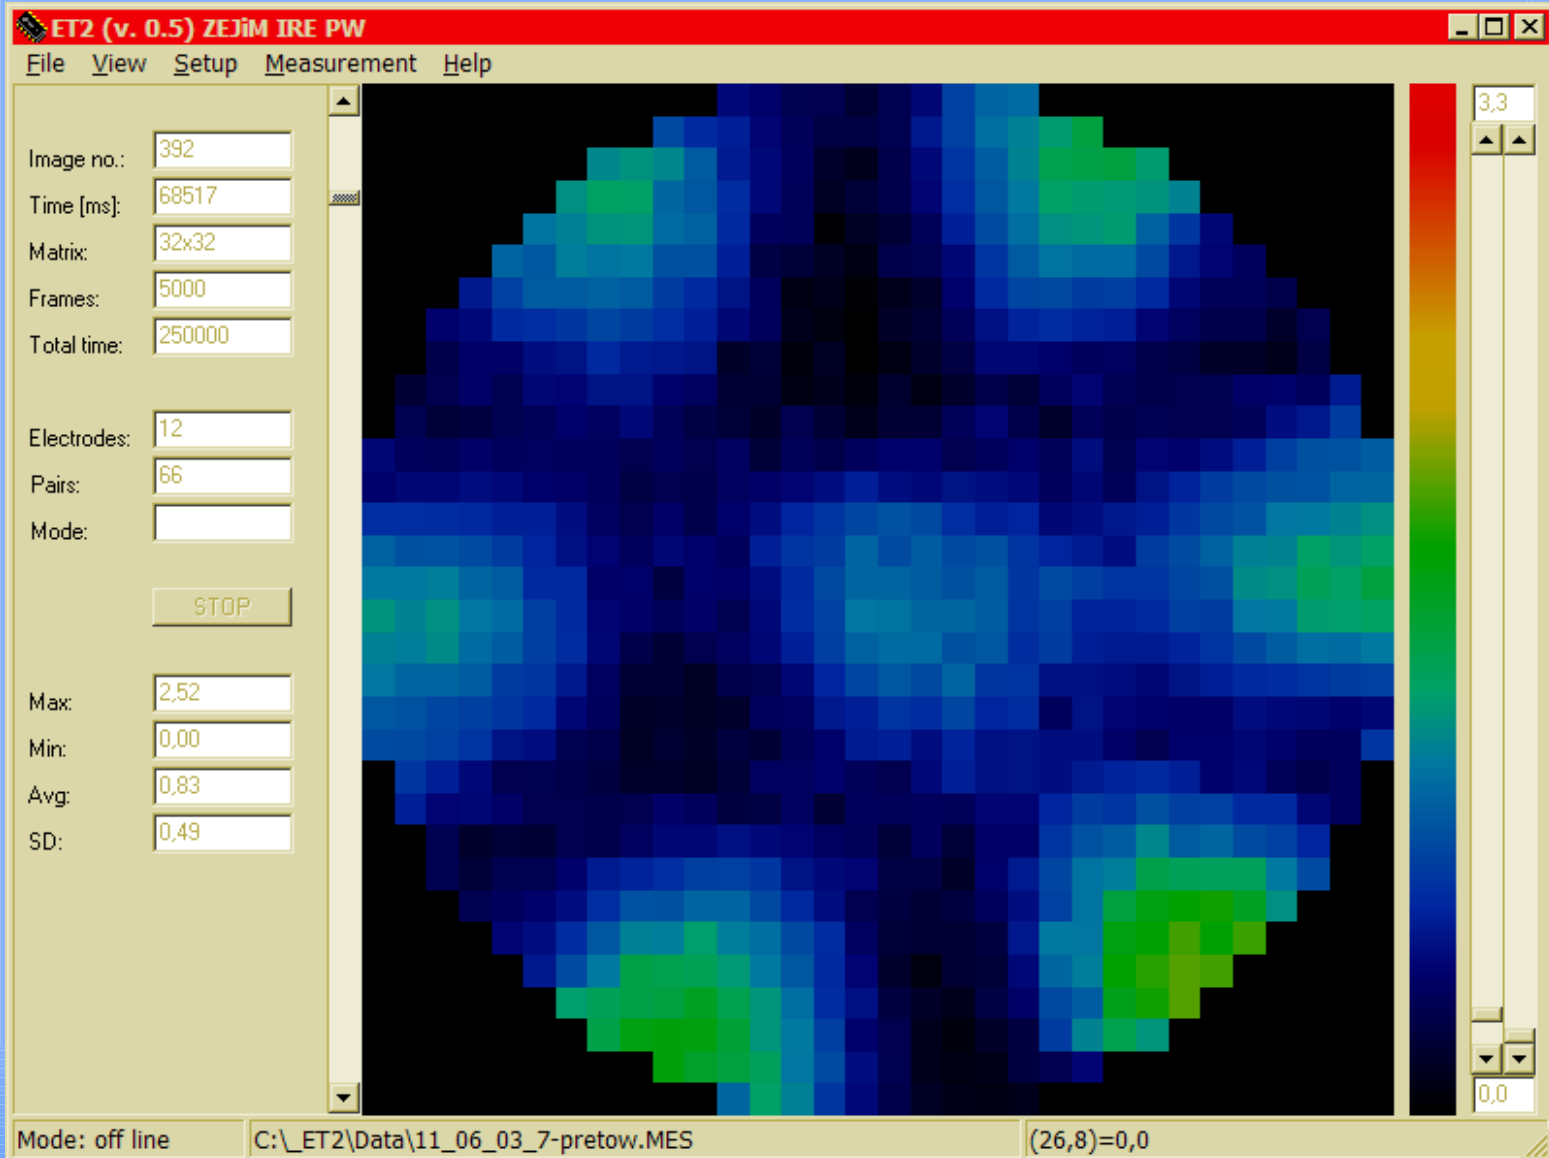 ET2 (v. 0.5) ZEJiM IRE PW
File View Setup Measurement Help
Image no.: 392
Time [ms]: 68517
Matrix: 32x32
Frames: 5000
Total time: 250000
Electrodes: 12
Pairs: 66
Mode:
STOP
Max: 2,52
Min: 0,00
Avg: 0,83
SD: 0,49
3,3
0,0
Mode: off line C:\_ET2\Data\11_06_03_7-pretow.MES (26,8)=0,0